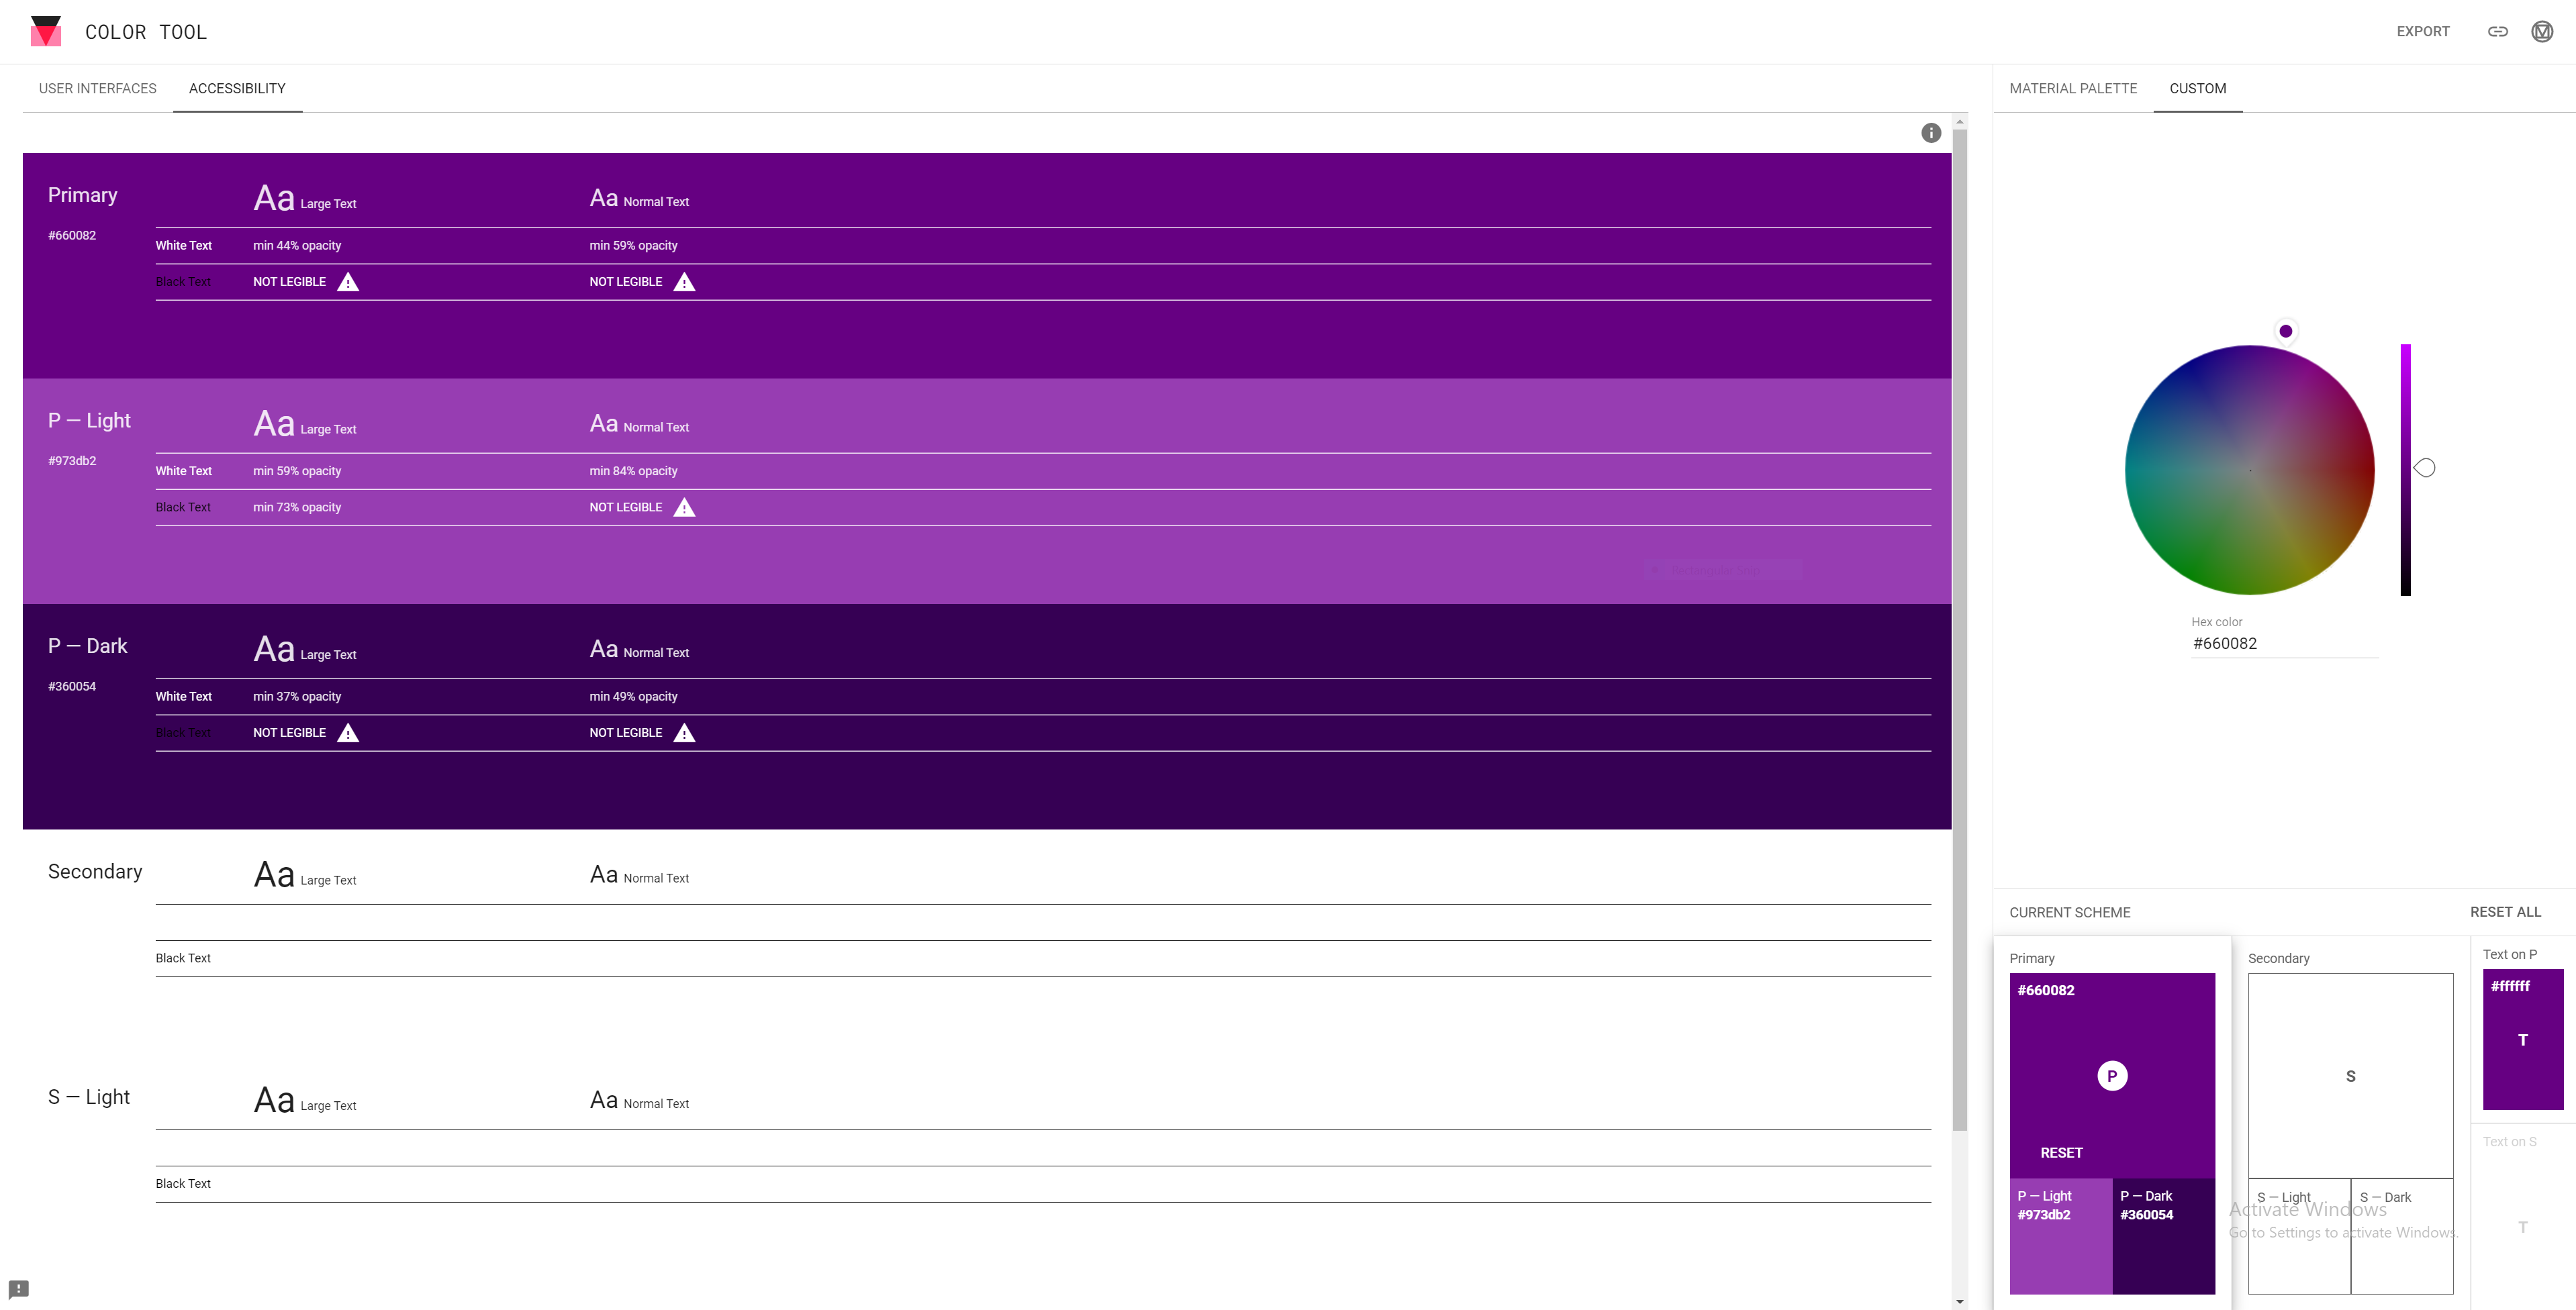 COLOR TOOL
EXPORT
USER INTERFACES ACCESSIBILITY
MATERIAL PALETTE CUSTOM
Primary Aa Large Text Aa Normal Text
#660082
White Text min 44% opacity min 59% opacity
Black Text NOT LEGIBLE NOT LEGIBLE
P — Light Aa Large Text Aa Normal Text
#973db2
White Text min 59% opacity min 84% opacity
Black Text min 73% opacity NOT LEGIBLE
Rectangular Snip
P — Dark Aa Large Text Aa Normal Text
#360054
White Text min 37% opacity min 49% opacity
Black Text NOT LEGIBLE NOT LEGIBLE
Secondary Aa Large Text Aa Normal Text
Black Text
S — Light Aa Large Text Aa Normal Text
Black Text
Hex color
#660082
CURRENT SCHEME RESET ALL
Primary
#660082
P
RESET
P — Light
#973db2
P — Dark
#360054
Secondary
S
S — Light
S — Dark
Text on P
#ffffff
T
Text on S
T
Activate Windows
Go to Settings to activate Windows.